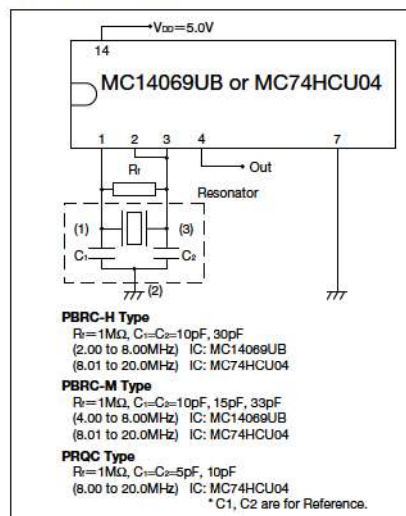 V_DD=5.0V
14
MC14069UB or MC74HCU04
1 2 3 4 7
Rf
Out
Resonator
(1) (3)
C1 C2
(2)
PBRC-H Type
Rf=1MΩ, C1=C2=10pF, 30pF
(2.00 to 8.00MHz) IC: MC14069UB
(8.01 to 20.0MHz) IC: MC74HCU04
PBRC-M Type
Rf=1MΩ, C1=C2=10pF, 15pF, 33pF
(4.00 to 8.00MHz) IC: MC14069UB
(8.01 to 20.0MHz) IC: MC74HCU04
PRQC Type
Rf=1MΩ, C1=C2=5pF, 10pF
(8.00 to 20.0MHz) IC: MC74HCU04
* C1, C2 are for Reference.